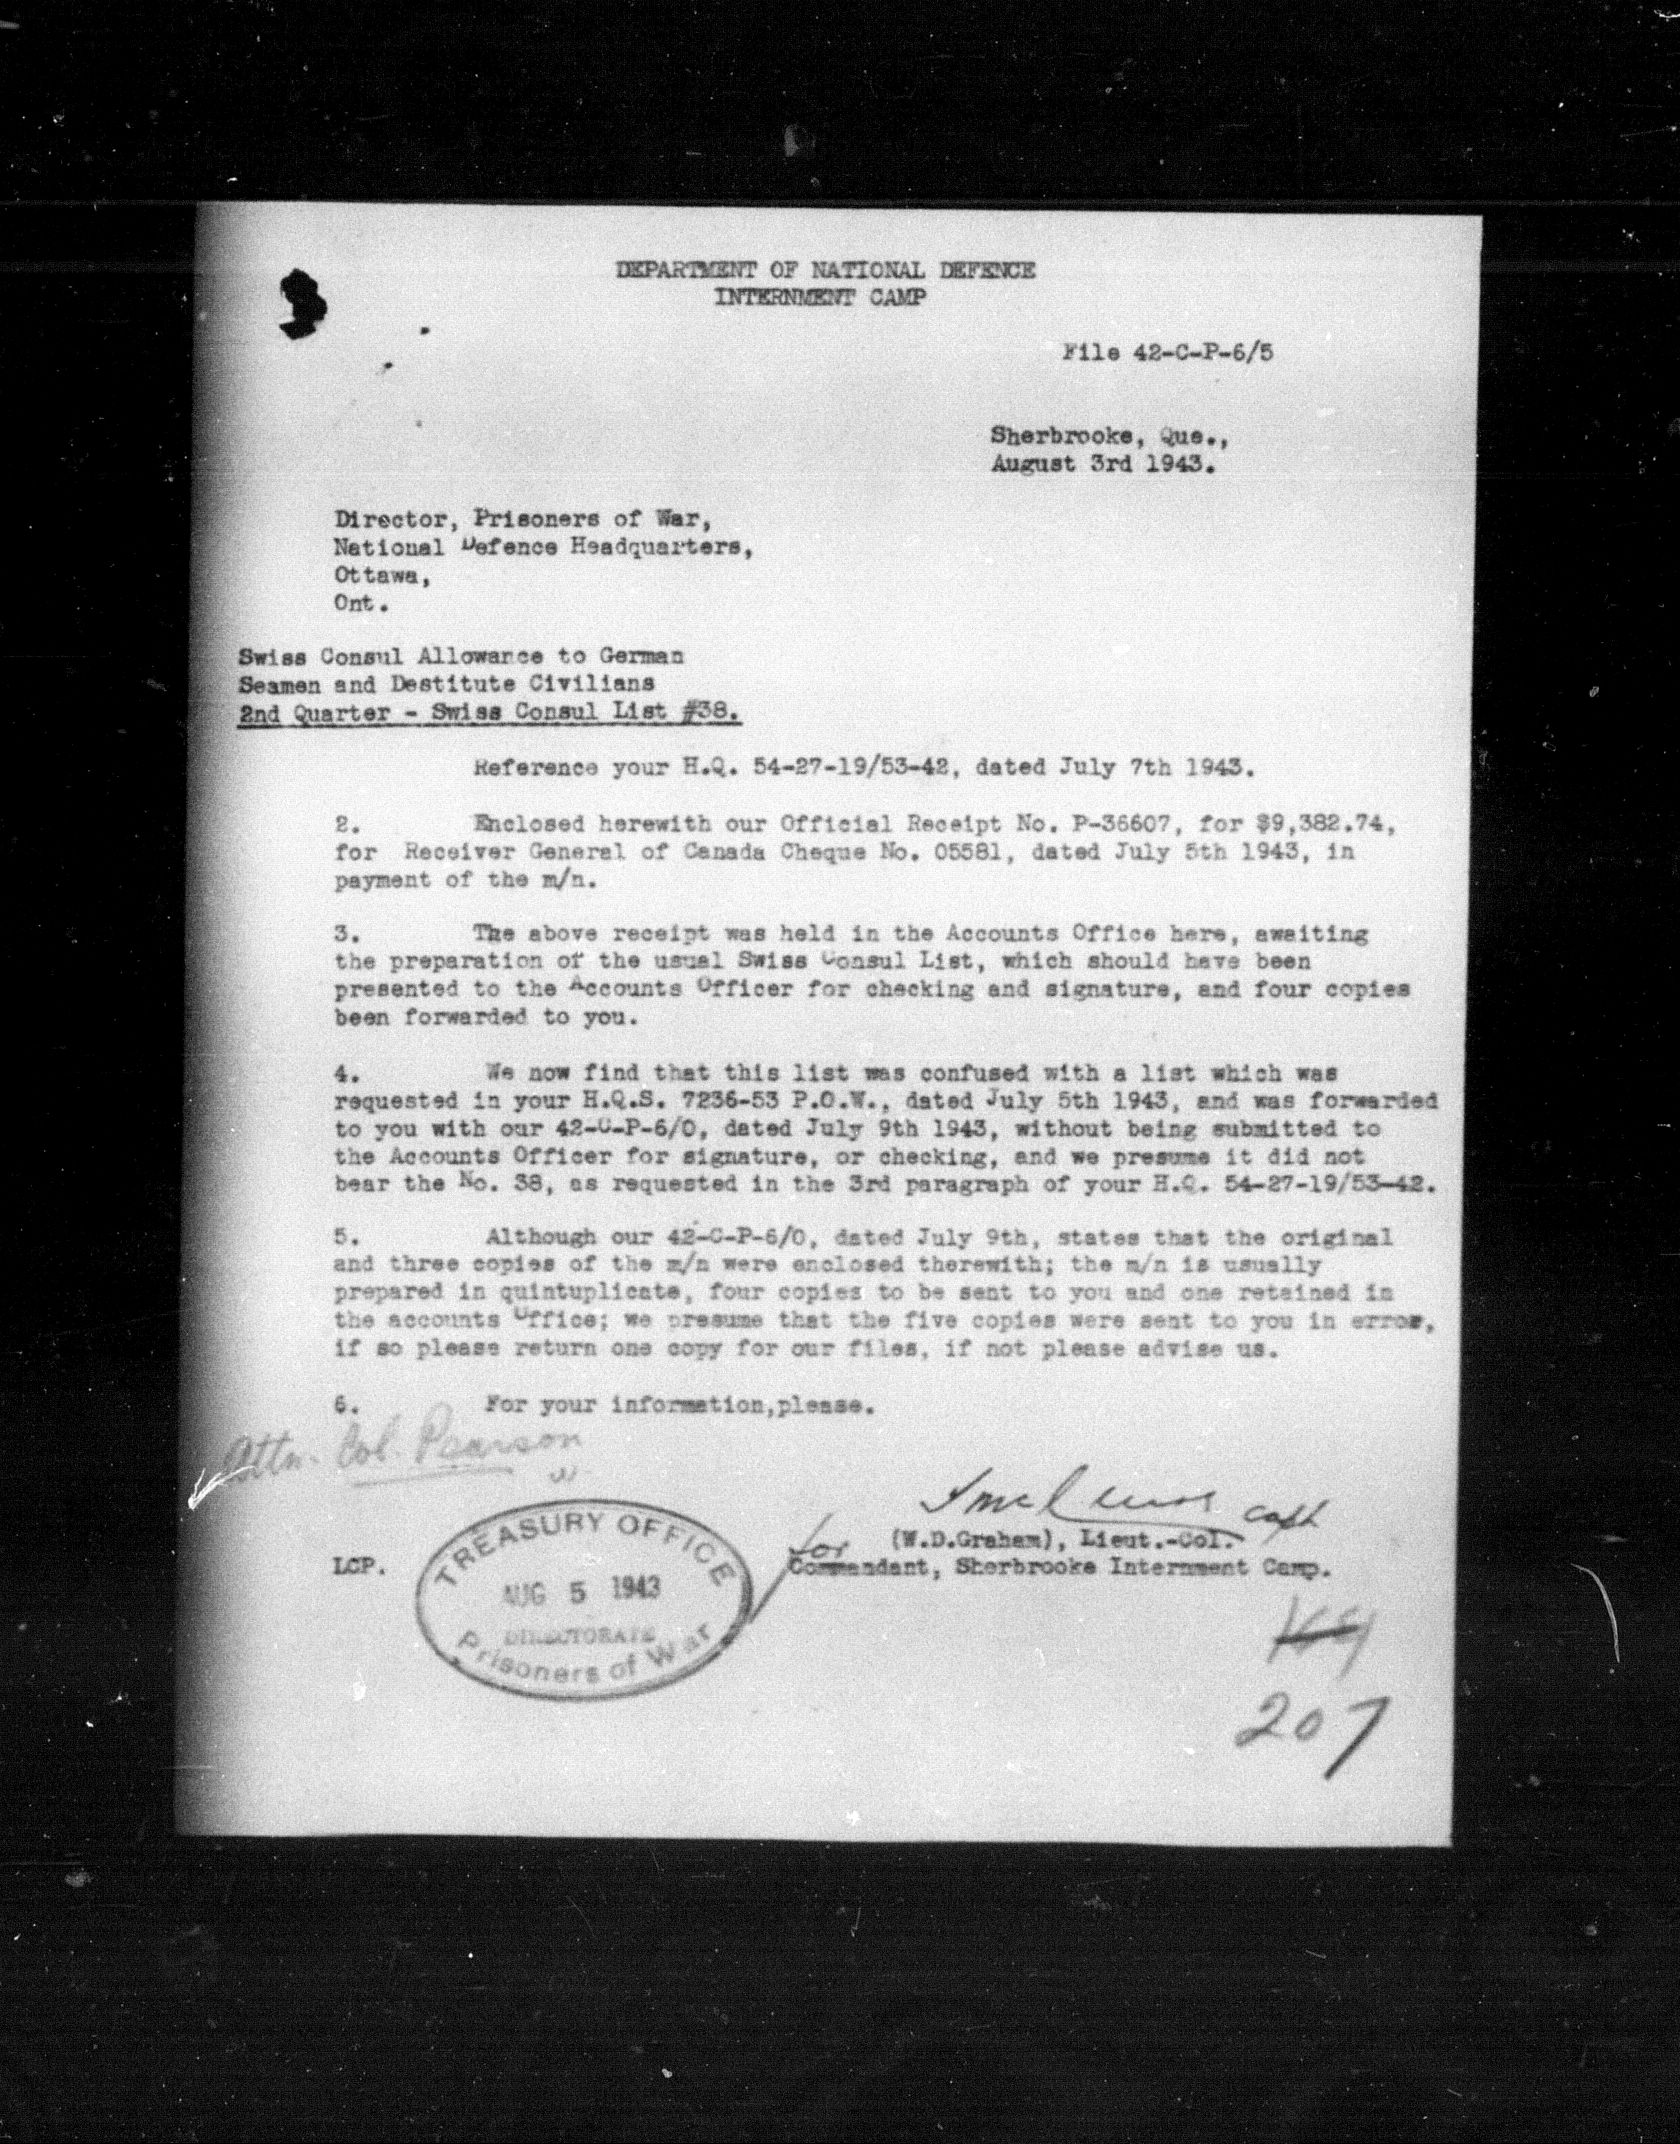 DEPARTMENT OF NATIONAL DEFENCE
INTERNMENT CAMP
File 42-C-P-6/5
Sherbrooke, Que.,
August 3rd 1943.
Director, Prisoners of War,
National Defence Headquarters,
Ottawa,
Ont.
Swiss Consul Allowance to German
Seamen and Destitute Civilians
2nd Quarter - Swiss Consul List #38.
Reference your H.Q. 54-27-19/53-42, dated July 7th 1943.
2. Enclosed herewith our Official Receipt No. P-36607, for $9,382.74,
for Receiver General of Canada Cheque No. 05581, dated July 5th 1943, in
payment of the m/n.
3. The above receipt was held in the Accounts Office here, awaiting
the preparation of the usual Swiss Consul List, which should have been
presented to the Accounts Officer for checking and signature, and four copies
been forwarded to you.
4. We now find that this list was confused with a list which was
requested in your H.Q.S. 7236-53 P.O.W., dated July 5th 1943, and was forwarded
to you with our 42-C-P-6/0, dated July 9th 1943, without being submitted to
the Accounts Officer for signature, or checking, and we presume it did not
bear the No. 38, as requested in the 3rd paragraph of your H.Q. 54-27-19/53-42.
5. Although our 42-C-P-6/0, dated July 9th, states that the original
and three copies of the m/n were enclosed therewith; the m/n is usually
prepared in quintuplicate, four copies to be sent to you and one retained in
the accounts Office; we presume that the five copies were sent to you in error,
if so please return one copy for our files, if not please advise us.
6. For your information,please.
Attn. Col. Pearson
Capt
for (W.D.Graham), Lieut.-Col.
Commandant, Sherbrooke Internment Camp.
LCP.
TREASURY OFFICE
AUG 5 1943
DIRECTORATE
Prisoners of War
207